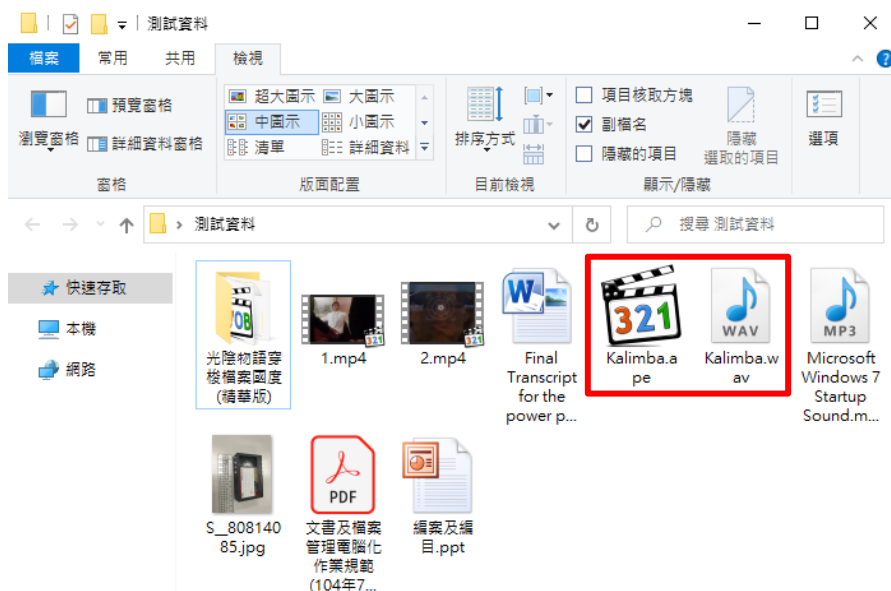 測試資料
檔案 常用 共用 檢視
瀏覽窗格
預覽窗格
詳細資料窗格
窗格
超大圖示 大圖示
中圖示 小圖示
清單 詳細資料
版面配置
排序方式
目前檢視
項目核取方塊
副檔名
隱藏的項目
隱藏
選取的項目
顯示/隱藏
選項
測試資料
搜尋 測試資料
快速存取
本機
網路
光陰物語穿
梭檔案國度
(精華版)
321
1.mp4
321
2.mp4
W
Final
Transcript
for the
power p...
321
Kalimba.a
pe
WAV
Kalimba.w
av
MP3
Microsoft
Windows 7
Startup
Sound.m...
S__808140
85.jpg
PDF
文書及檔案
管理電腦化
作業規範
(104年7...
編案及編
目.ppt